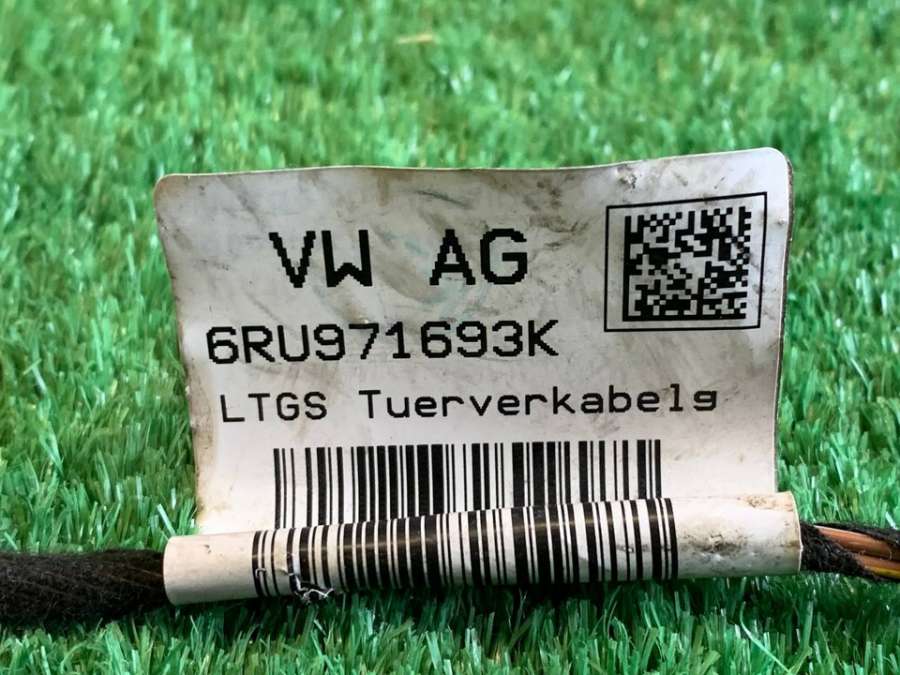 VW AG
6RU971693K
LTGS Tuerverkabelg